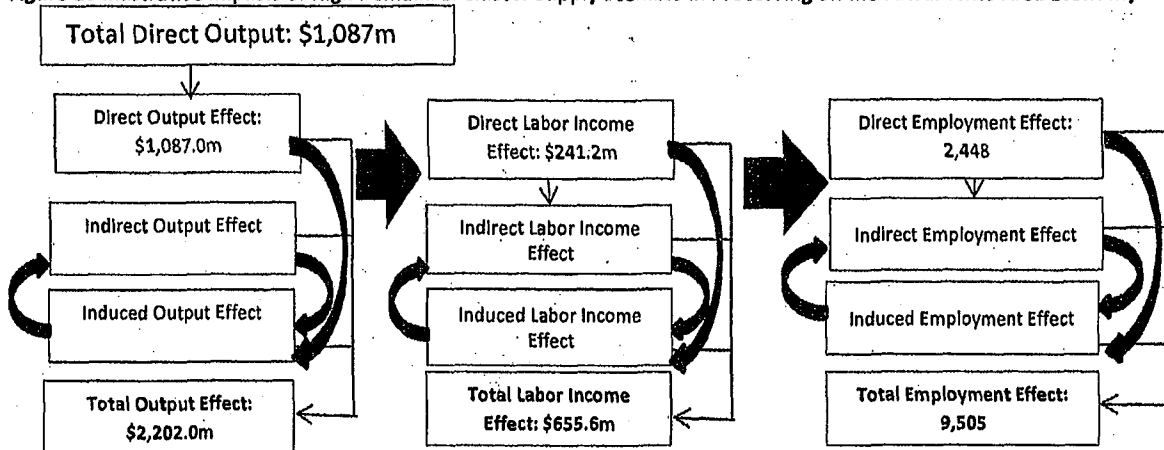 Total Direct Output: $1,087m
Direct Output Effect:
$1,087.0m
Indirect Output Effect
Induced Output Effect
Total Output Effect:
$2,202.0m
Direct Labor Income
Effect: $241.2m
Indirect Labor Income
Effect
Induced Labor Income
Effect
Total Labor Income
Effect: $655.6m
Direct Employment Effect:
2,448
Indirect Employment Effect
Induced Employment Effect
Total Employment Effect:
9,505